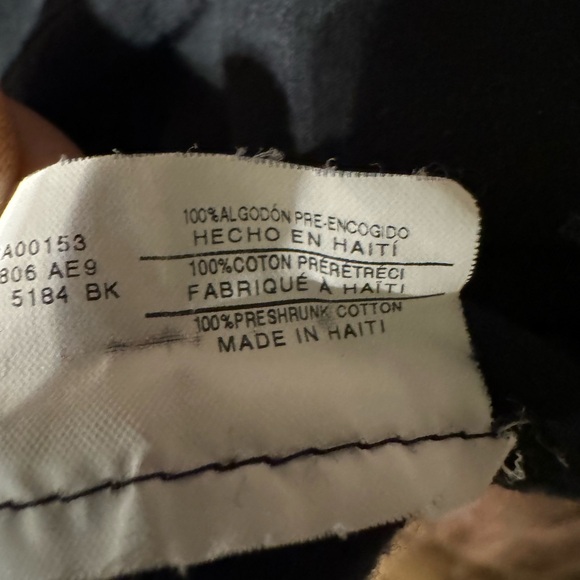 A00153
806 AE9
5184 BK
100%ALGODÓN PRE-ENCOGIDO
HECHO EN HAITÍ
100%COTON PRÉRÉTRÉCI
FABRIQUÉ À HAÏTI
100%PRESHRUNK COTTON
MADE IN HAITI